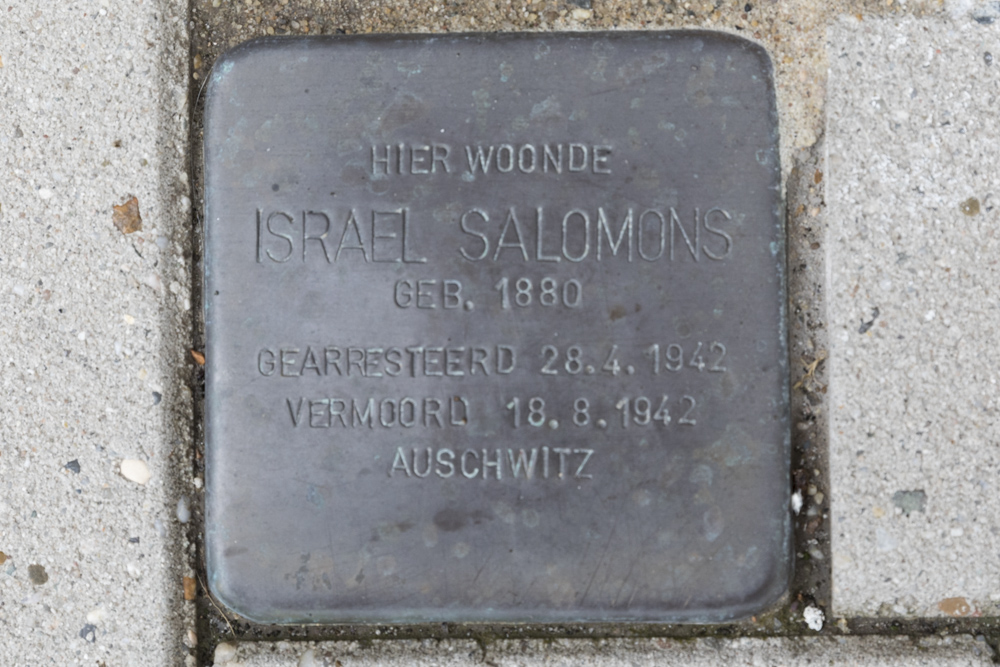 HIER WOONDE
ISRAEL SALOMONS
GEB. 1880
GEARRESTEERD 28.4.1942
VERMOORD 18.8.1942
AUSCHWITZ